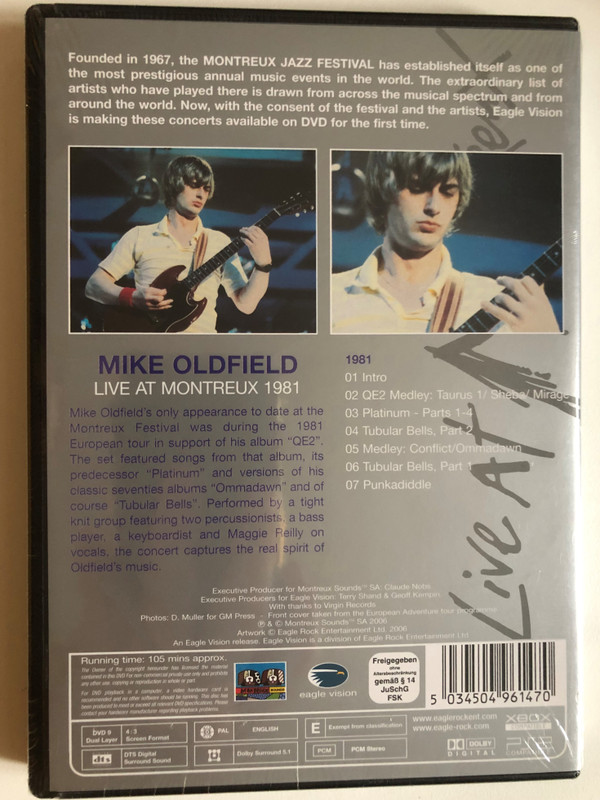 Founded in 1967, the MONTREUX JAZZ FESTIVAL has established itself as one of
the most prestigious annual music events in the world. The extraordinary list of
artists who have played there is drawn from across the musical spectrum and from
around the world. Now, with the consent of the festival and the artists, Eagle Vision
is making these concerts available on DVD for the first time.
MIKE OLDFIELD
LIVE AT MONTREUX 1981
Mike Oldfield's only appearance to date at the
Montreux Festival was during the 1981
European tour in support of his album "QE2".
The set featured songs from that album, its
predecessor "Platinum" and versions of his
classic seventies albums "Ommadawn" and of
course "Tubular Bells". Performed by a tight
knit group featuring two percussionists, a bass
player, a keyboardist and Maggie Reilly on
vocals, the concert captures the real spirit of
Oldfield's music.
1981
01 Intro
02 QE2 Medley: Taurus 1/ Sheba/ Mirage
03 Platinum - Parts 1-4
04 Tubular Bells, Part 2
05 Medley: Conflict/Ommadawn
06 Tubular Bells, Part 1
07 Punkadiddle
Live AT
Executive Producer for Montreux Sounds™ SA: Claude Nobs
Executive Producers for Eagle Vision: Terry Shand & Geoff Kempin
With thanks to Virgin Records
Photos: D. Muller for GM Press - Front cover taken from the European Adventure tour programme
℗ & © Montreux Sounds™ SA 2006
Artwork © Eagle Rock Entertainment Ltd. 2006
An Eagle Vision release. Eagle Vision is a division of Eagle Rock Entertainment Ltd
Running time: 105 mins approx.
eagle vision
Freigegeben
ohne
Altersbeschränkung
gemäß § 14
JuSchG
FSK
5 034504 961470
DVD 9
Dual Layer
4:3
Screen Format
PAL
ENGLISH
E
Exempt from classification
dts
DTS Digital
Surround Sound
Dolby Surround 5.1
PCM
PCM Stereo
www.eaglerockent.com
www.eagle-rock.com
DOLBY
DIGITAL
XBOX